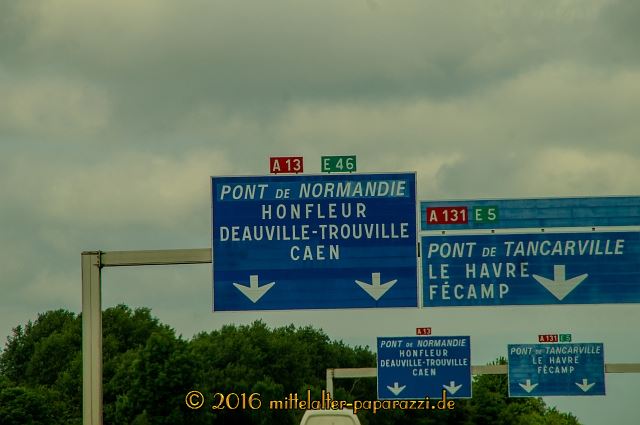 A 13 E 46
PONT DE NORMANDIE
HONFLEUR
DEAUVILLE-TROUVILLE
CAEN
A 131 E 5
PONT DE TANCARVILLE
LE HAVRE
FÉCAMP
A 13
PONT DE NORMANDIE
HONFLEUR
DEAUVILLE-TROUVILLE
CAEN
A 131 E 5
PONT DE TANCARVILLE
LE HAVRE
FÉCAMP
© 2016 mittelalter-paparazzi.de